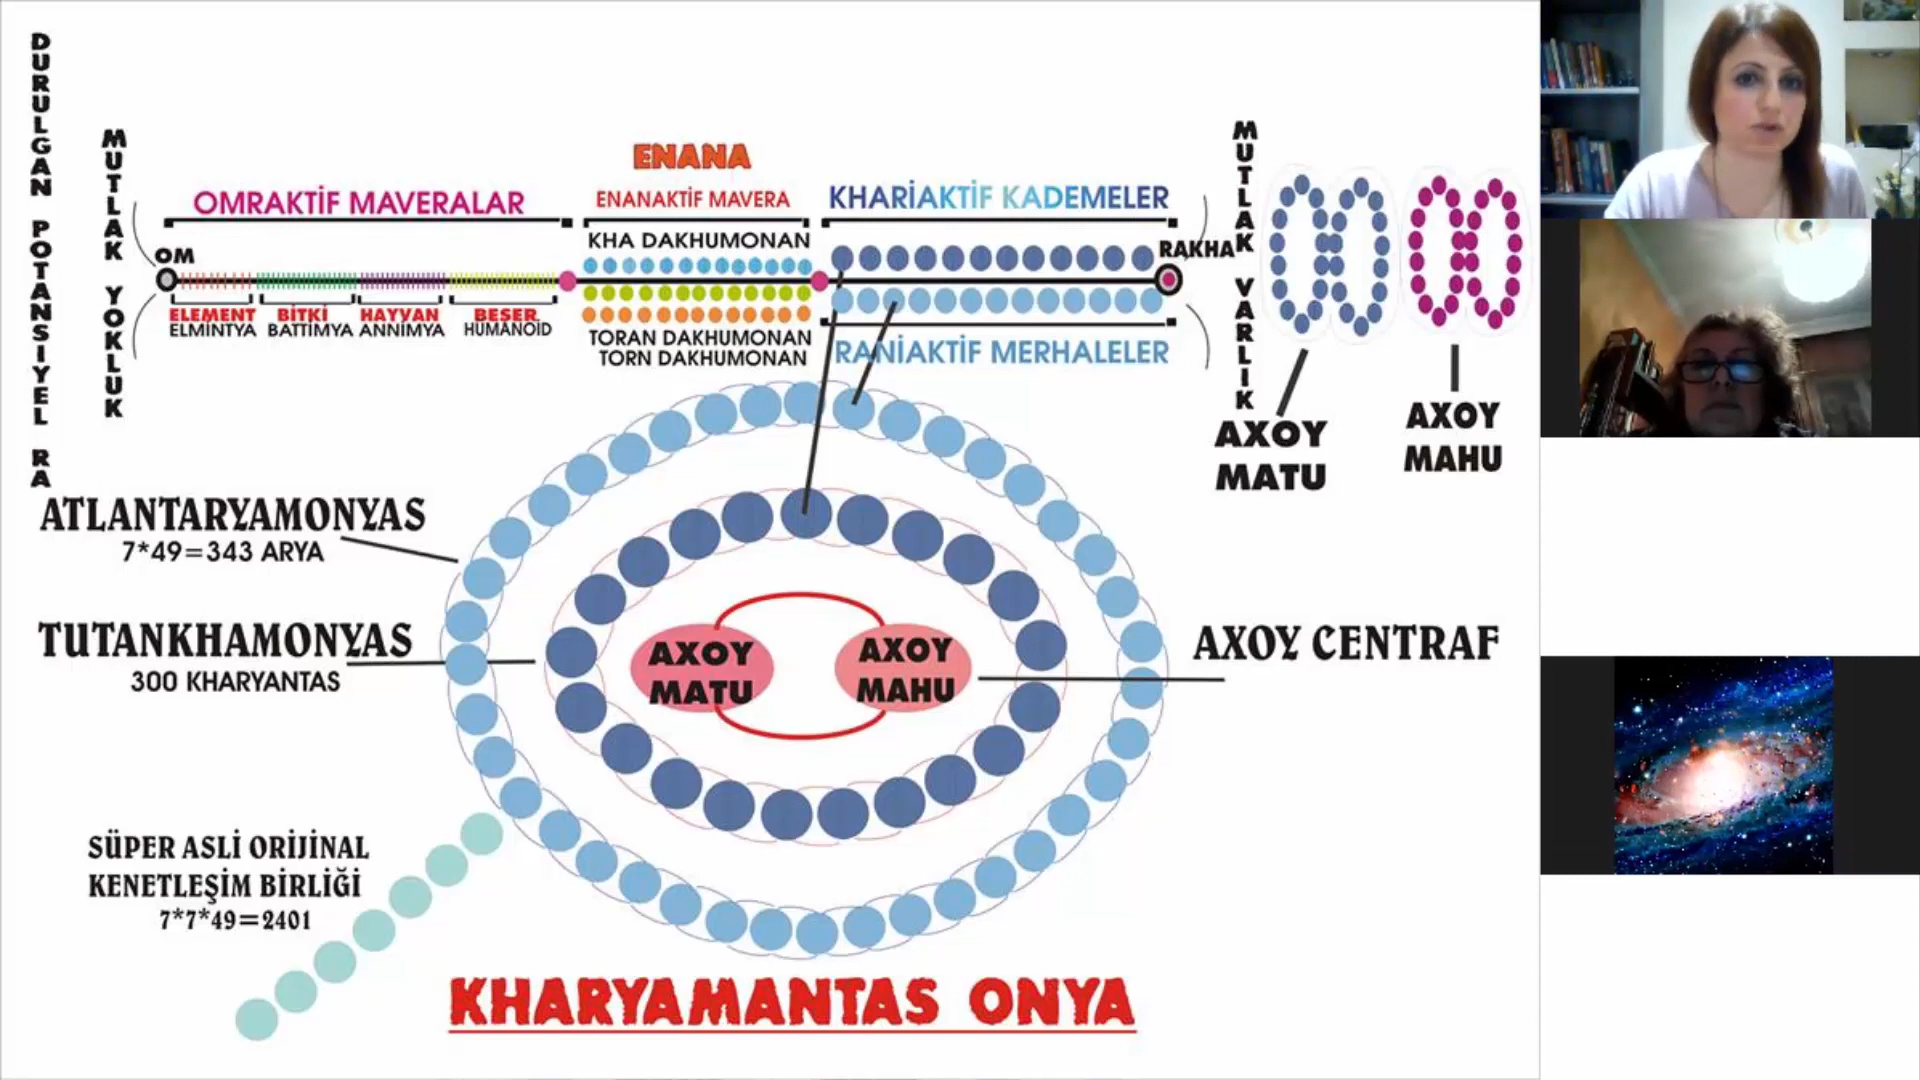 DURULGAN POTANSIYEL RA
MUTLAK YOKLUK
OMRAKTİF MAVERALAR
OM
ELEMENT
ELMINTYA
BİTKİ
BATTIMYA
HAYVAN
ANNIMYA
BEŞER
HUMANOİD
ENANA
ENANAKTİF MAVERA
KHA DAKHUMONAN
TORAN DAKHUMONAN
TORN DAKHUMONAN
KHARİAKTİF KADEMELER
RAKHA
RANİAKTİF MERHALELER
MUTLAK VARLIK
AXOY
MATU
AXOY
MAHU
ATLANTARYAMONYAS
7*49=343 ARYA
TUTANKHAMONYAS
300 KHARYANTAS
AXOY
MATU
AXOY
MAHU
AXOY CENTRAF
SÜPER ASLİ ORİJİNAL
KENETLEŞİM BİRLİĞİ
7*7*49=2401
KHARYAMANTAS ONYA